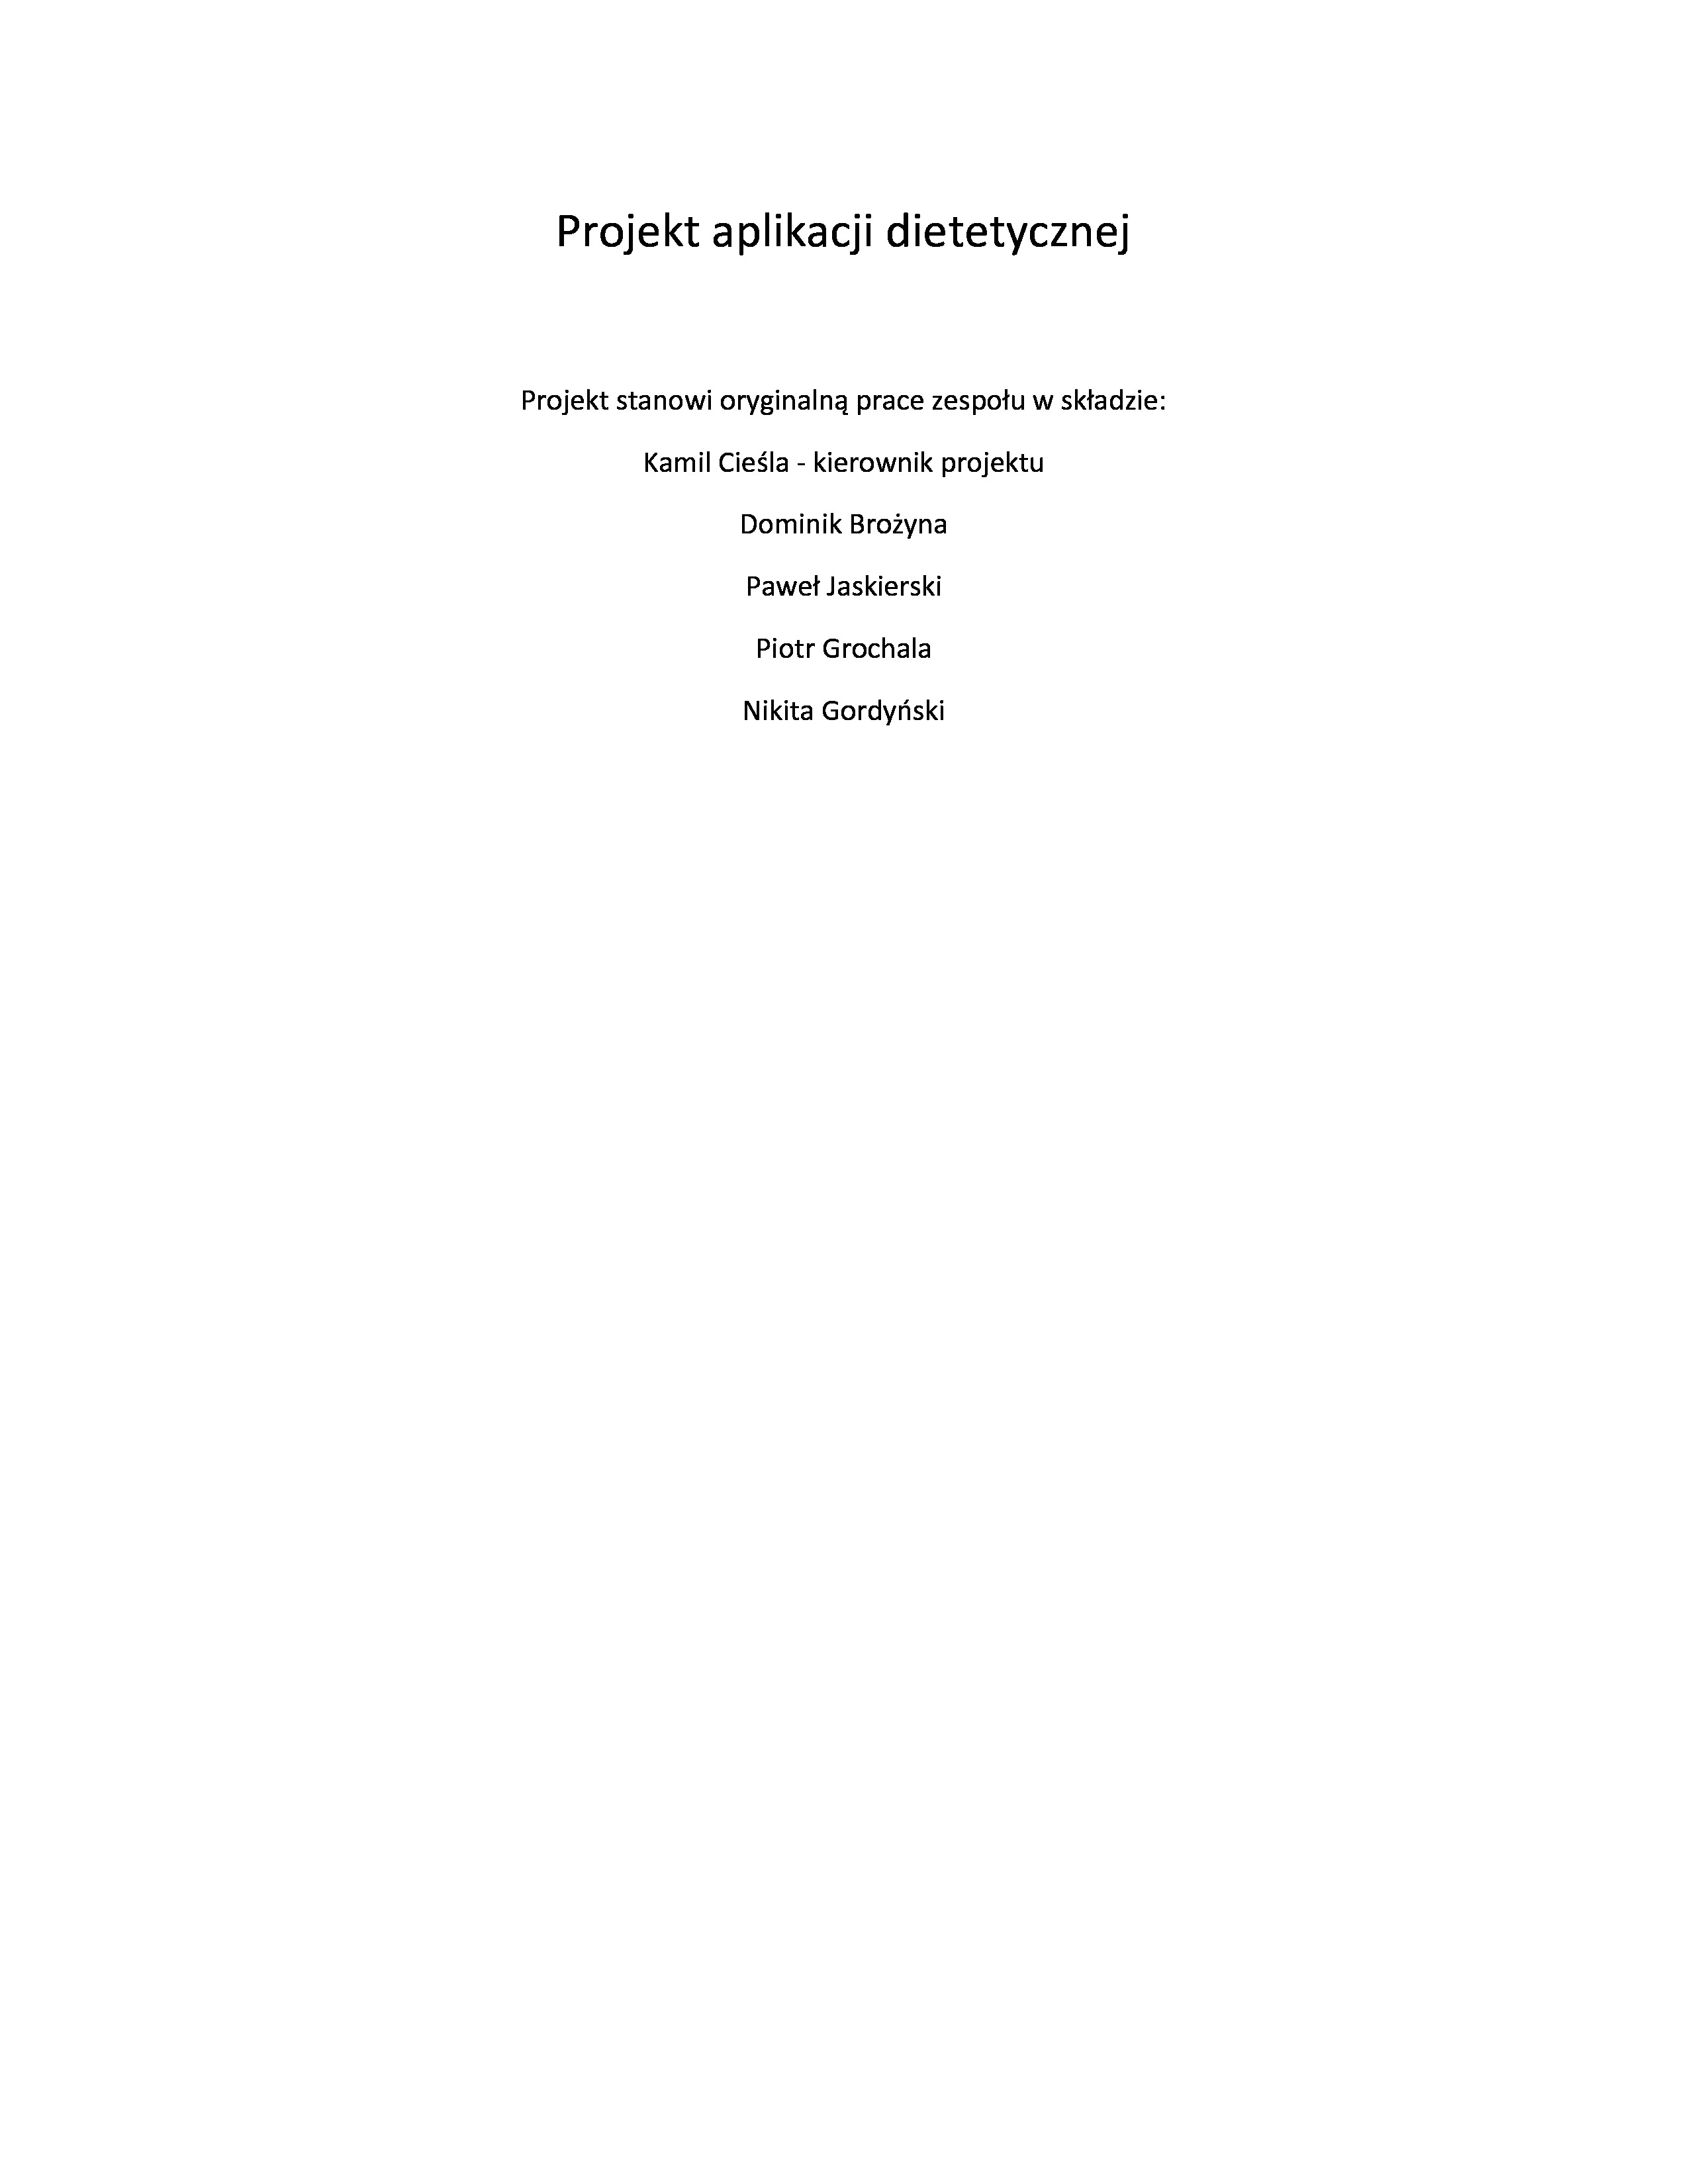 Projekt aplikacji dietetycznej
Projekt stanowi oryginalną prace zespołu w składzie:
Kamil Cieśla - kierownik projektu
Dominik Brożyna
Paweł Jaskierski
Piotr Grochala
Nikita Gordyński